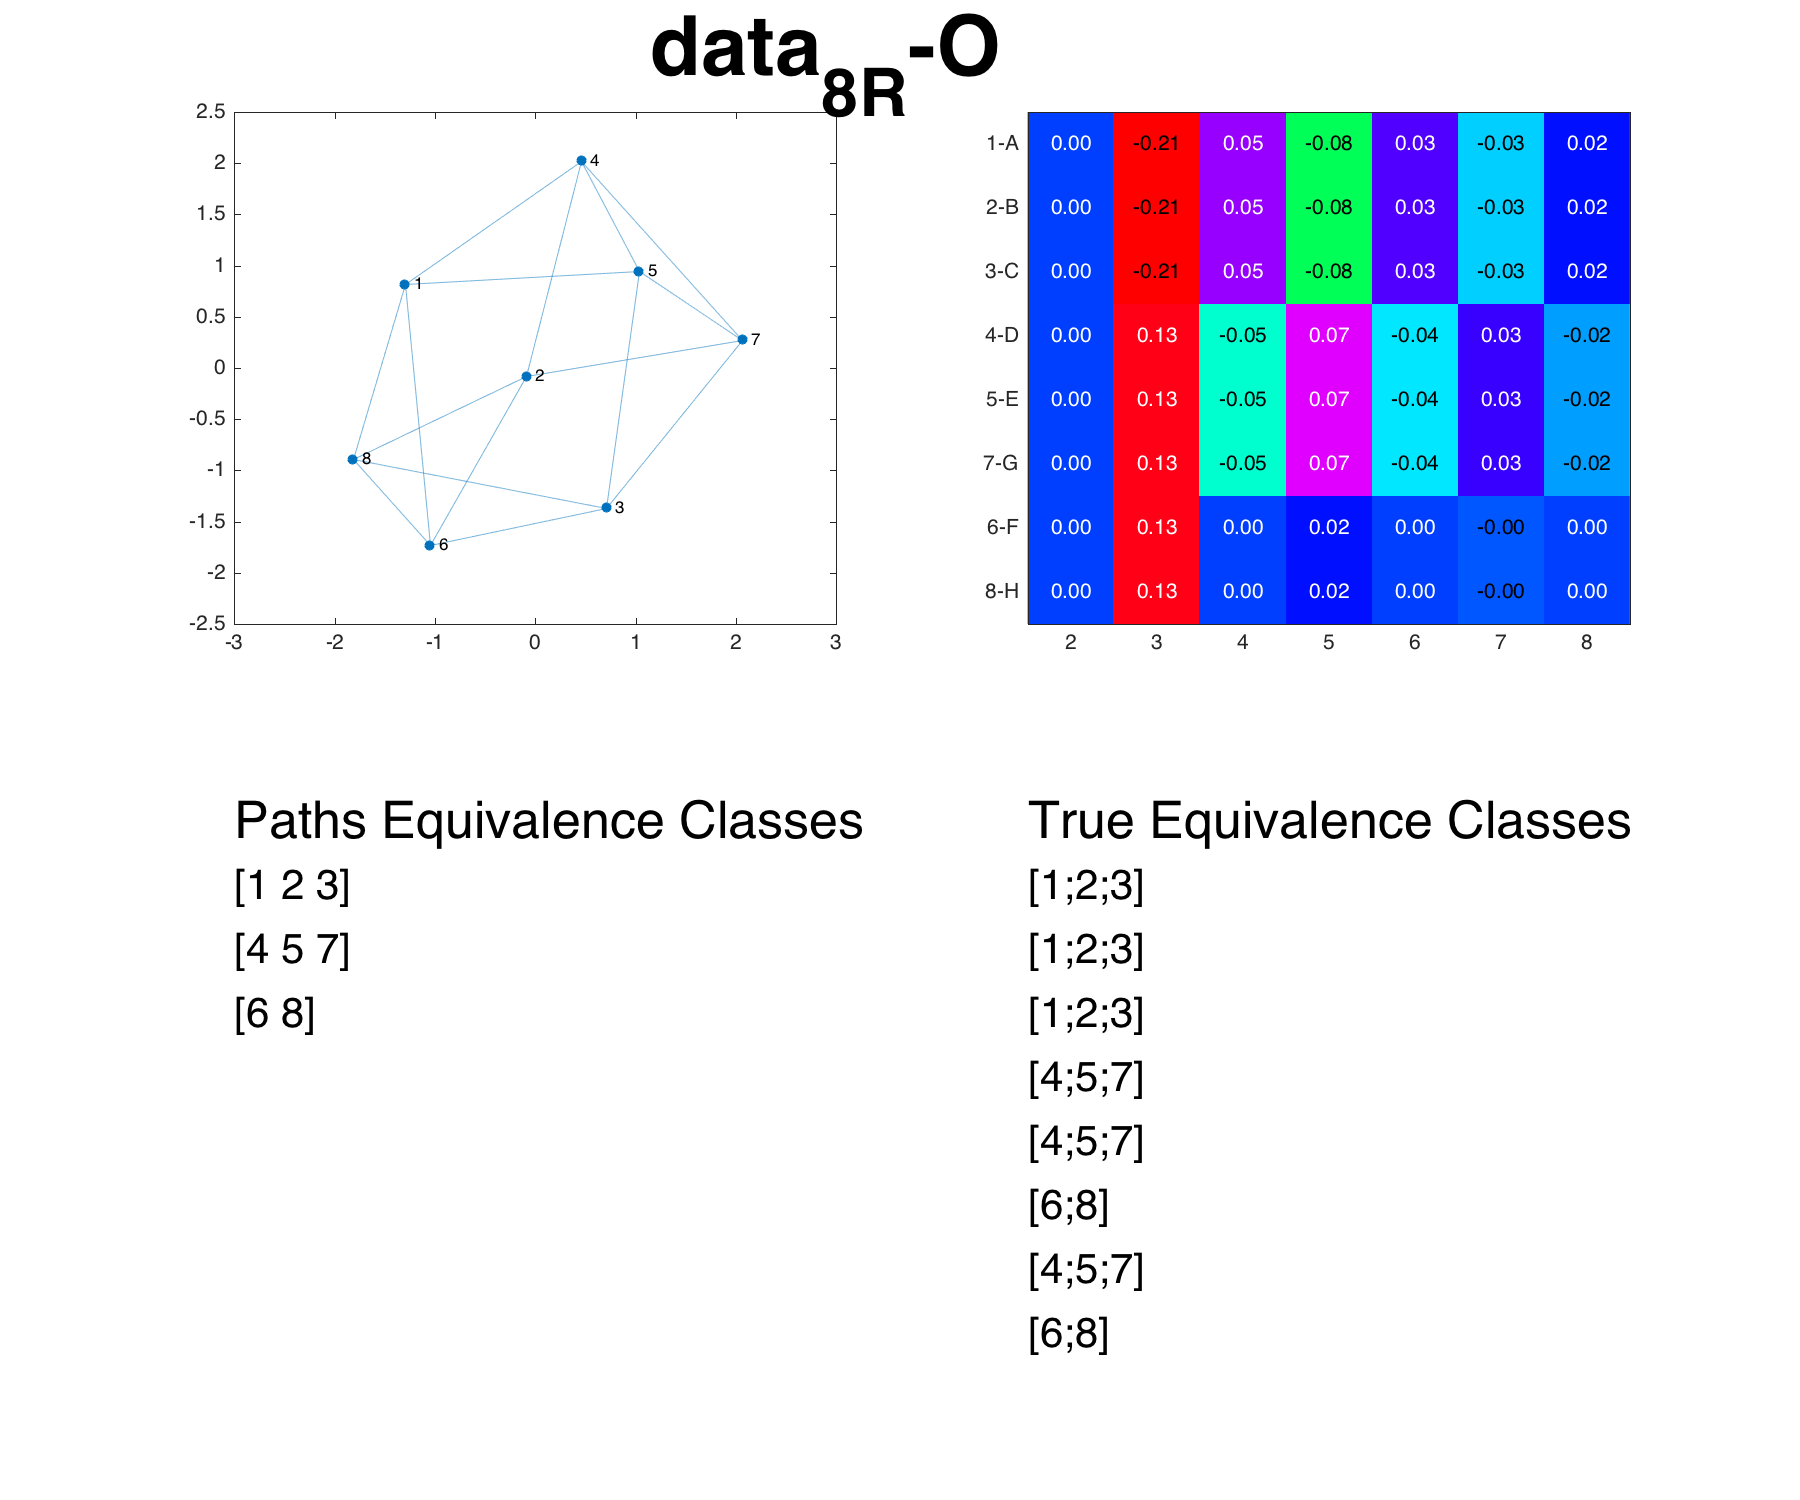 data8R-O
2.5
2
1.5
1
0.5
0
-0.5
-1
-1.5
-2
-2.5
-3 -2 -1 0 1 2 3
4
5
1
7
2
8
3
6
1-A 0.00 -0.21 0.05 -0.08 0.03 -0.03 0.02
2-B 0.00 -0.21 0.05 -0.08 0.03 -0.03 0.02
3-C 0.00 -0.21 0.05 -0.08 0.03 -0.03 0.02
4-D 0.00 0.13 -0.05 0.07 -0.04 0.03 -0.02
5-E 0.00 0.13 -0.05 0.07 -0.04 0.03 -0.02
7-G 0.00 0.13 -0.05 0.07 -0.04 0.03 -0.02
6-F 0.00 0.13 0.00 0.02 0.00 -0.00 0.00
8-H 0.00 0.13 0.00 0.02 0.00 -0.00 0.00
2 3 4 5 6 7 8
Paths Equivalence Classes
[1 2 3]
[4 5 7]
[6 8]
True Equivalence Classes
[1;2;3]
[1;2;3]
[1;2;3]
[4;5;7]
[4;5;7]
[6;8]
[4;5;7]
[6;8]